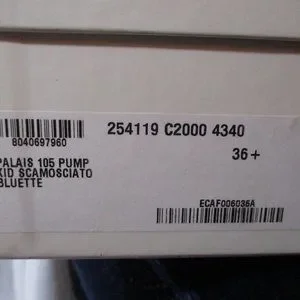 254119 C2000 4340
8040697960
36+
PALAIS 105 PUMP
KID SCAMOSCIATO
BLUETTE
ECAF006036A